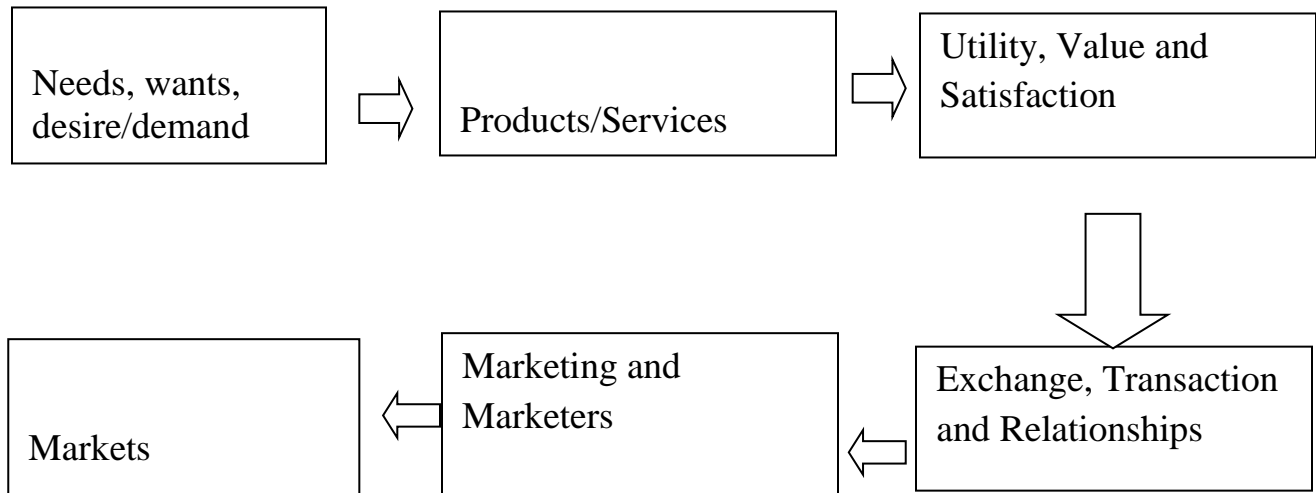 Needs, wants,
desire/demand
Products/Services
Utility, Value and
Satisfaction
Exchange, Transaction
and Relationships
Marketing and
Marketers
Markets